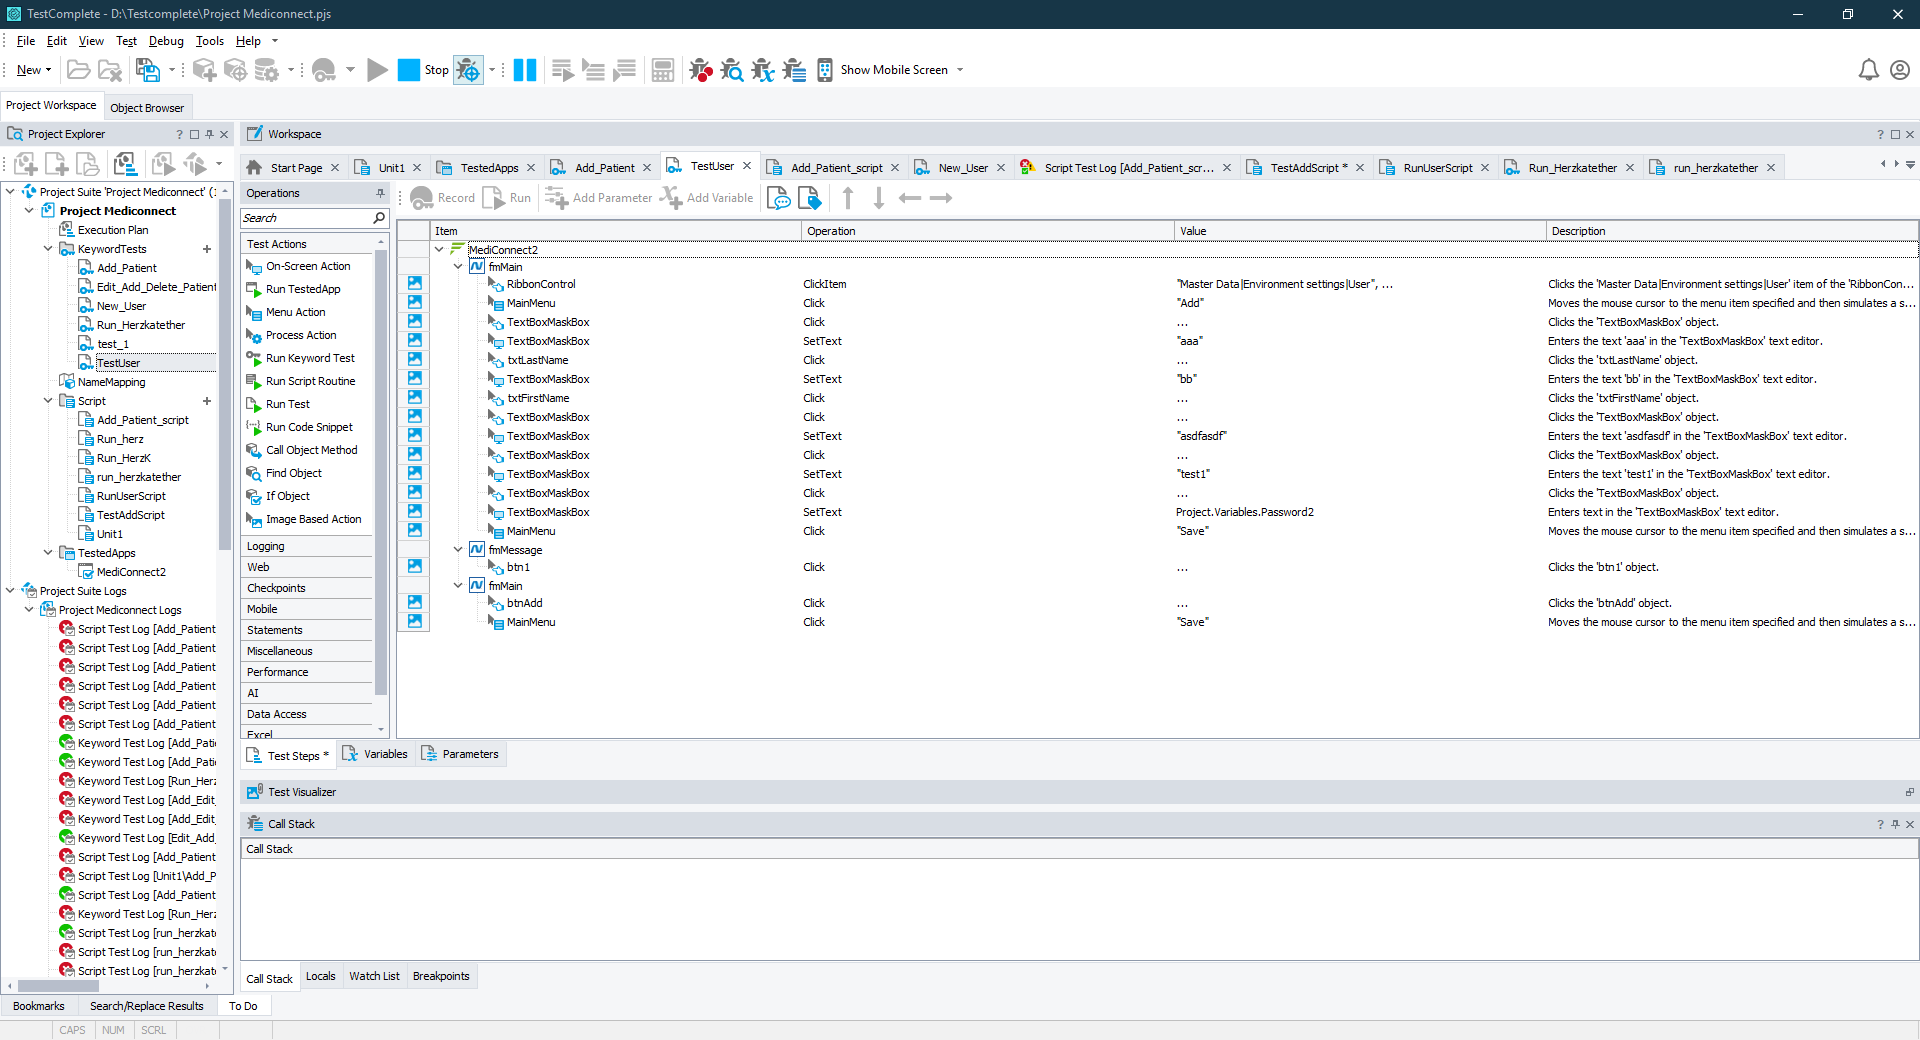 TestComplete - D:\Testcomplete\Project Mediconnect.pjs
File Edit View Test Debug Tools Help
New Stop Show Mobile Screen
Project Workspace Object Browser
Project Explorer ?
Workspace ?
Start Page Unit1 TestedApps Add_Patient TestUser Add_Patient_script New_User Script Test Log [Add_Patient_scr... TestAddScript * RunUserScript Run_Herzkatether run_herzkatether
Project Suite 'Project Mediconnect' (1
Project Mediconnect
Execution Plan
KeywordTests
Add_Patient
Edit_Add_Delete_Patient
New_User
Run_Herzkatether
test_1
TestUser
NameMapping
Script
Add_Patient_script
Run_herz
Run_HerzK
run_herzkatether
RunUserScript
TestAddScript
Unit1
TestedApps
MediConnect2
Project Suite Logs
Project Mediconnect Logs
Script Test Log [Add_Patient
Script Test Log [Add_Patient
Script Test Log [Add_Patient
Script Test Log [Add_Patient
Script Test Log [Add_Patient
Script Test Log [Add_Patient
Keyword Test Log [Add_Pati
Keyword Test Log [Add_Pati
Keyword Test Log [Run_Herz
Keyword Test Log [Add_Edit_
Keyword Test Log [Add_Edit_
Keyword Test Log [Edit_Add_
Script Test Log [Add_Patient
Script Test Log [Unit1\Add_P
Script Test Log [Add_Patient
Keyword Test Log [Run_Herz
Script Test Log [run_herzkat
Script Test Log [run_herzkat
Script Test Log [run_herzkat
Bookmarks Search/Replace Results To Do
CAPS NUM SCRL
Operations
Search
Test Actions
On-Screen Action
Run TestedApp
Menu Action
Process Action
Run Keyword Test
Run Script Routine
Run Test
Run Code Snippet
Call Object Method
Find Object
If Object
Image Based Action
Logging
Web
Checkpoints
Mobile
Statements
Miscellaneous
Performance
AI
Data Access
Excel
Record Run Add Parameter Add Variable
Item Operation Value Description
MediConnect2
fmMain
RibbonControl ClickItem "Master Data|Environment settings|User", ... Clicks the 'Master Data|Environment settings|User' item of the 'RibbonCon...
MainMenu Click "Add" Moves the mouse cursor to the menu item specified and then simulates a s...
TextBoxMaskBox Click ... Clicks the 'TextBoxMaskBox' object.
TextBoxMaskBox SetText "aaa" Enters the text 'aaa' in the 'TextBoxMaskBox' text editor.
txtLastName Click ... Clicks the 'txtLastName' object.
TextBoxMaskBox SetText "bb" Enters the text 'bb' in the 'TextBoxMaskBox' text editor.
txtFirstName Click ... Clicks the 'txtFirstName' object.
TextBoxMaskBox Click ... Clicks the 'TextBoxMaskBox' object.
TextBoxMaskBox SetText "asdfasdf" Enters the text 'asdfasdf' in the 'TextBoxMaskBox' text editor.
TextBoxMaskBox Click ... Clicks the 'TextBoxMaskBox' object.
TextBoxMaskBox SetText "test1" Enters the text 'test1' in the 'TextBoxMaskBox' text editor.
TextBoxMaskBox Click ... Clicks the 'TextBoxMaskBox' object.
TextBoxMaskBox SetText Project.Variables.Password2 Enters text in the 'TextBoxMaskBox' text editor.
MainMenu Click "Save" Moves the mouse cursor to the menu item specified and then simulates a s...
fmMessage
btn1 Click ... Clicks the 'btn1' object.
fmMain
btnAdd Click ... Clicks the 'btnAdd' object.
MainMenu Click "Save" Moves the mouse cursor to the menu item specified and then simulates a s...
Test Steps * Variables Parameters
Test Visualizer
Call Stack ?
Call Stack
Call Stack Locals Watch List Breakpoints